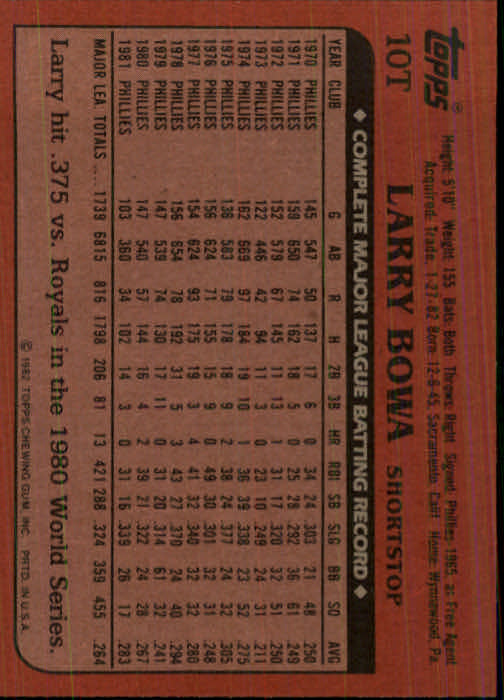 topps®
Height: 5'10" Weight: 155 Bats: Both Throws: Right Signed: Phillies 1965, as Free Agent
Acquired: Trade, 1-27-82 Born: 12-6-45, Sacramento, Calif. Home: Wynnewood, Pa.
10T LARRY BOWA SHORTSTOP
◆ COMPLETE MAJOR LEAGUE BATTING RECORD ◆
YEAR CLUB G AB R H 2B 3B HR RBI SB SLG BB SO AVG
1970 PHILLIES 145 547 50 137 17 6 0 34 24 .303 21 48 .250
1971 PHILLIES 159 650 74 162 18 5 0 25 28 .292 36 61 .249
1972 PHILLIES 152 579 67 145 11 13 1 31 17 .320 32 51 .250
1973 PHILLIES 122 446 42 94 11 3 0 23 10 .249 24 31 .211
1974 PHILLIES 162 669 97 184 19 10 1 36 39 .338 23 52 .275
1975 PHILLIES 136 583 79 178 18 9 2 38 24 .377 24 32 .305
1976 PHILLIES 156 624 71 155 15 9 0 49 30 .301 32 31 .248
1977 PHILLIES 154 624 93 175 19 3 4 41 32 .340 32 32 .280
1978 PHILLIES 156 654 78 192 31 5 3 43 27 .370 24 40 .294
1979 PHILLIES 147 539 74 130 17 11 0 31 20 .314 61 32 .241
1980 PHILLIES 147 540 57 144 16 4 2 39 21 .322 24 28 .267
1981 PHILLIES 103 360 34 102 14 3 0 31 16 .339 26 17 .283
MAJOR LEA. TOTALS .... 1739 6815 816 1798 206 81 13 421 288 .324 359 455 .264
Larry hit .375 vs. Royals in the 1980 World Series.
© 1982 TOPPS CHEWING GUM, INC. PRTD. IN U.S.A.